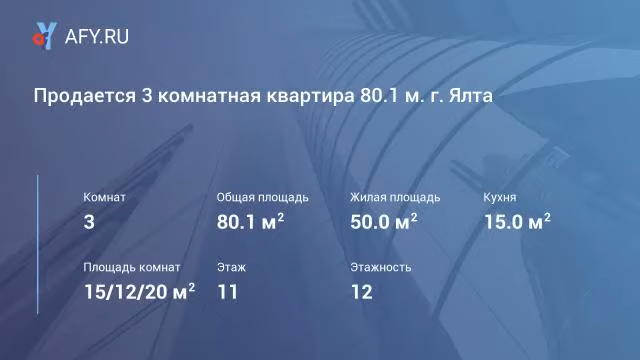 AFY.RU
Продается 3 комнатная квартира 80.1 м. г. Ялта
Комнат
3
Общая площадь
80.1 м²
Жилая площадь
50.0 м²
Кухня
15.0 м²
Площадь комнат
15/12/20 м²
Этаж
11
Этажность
12